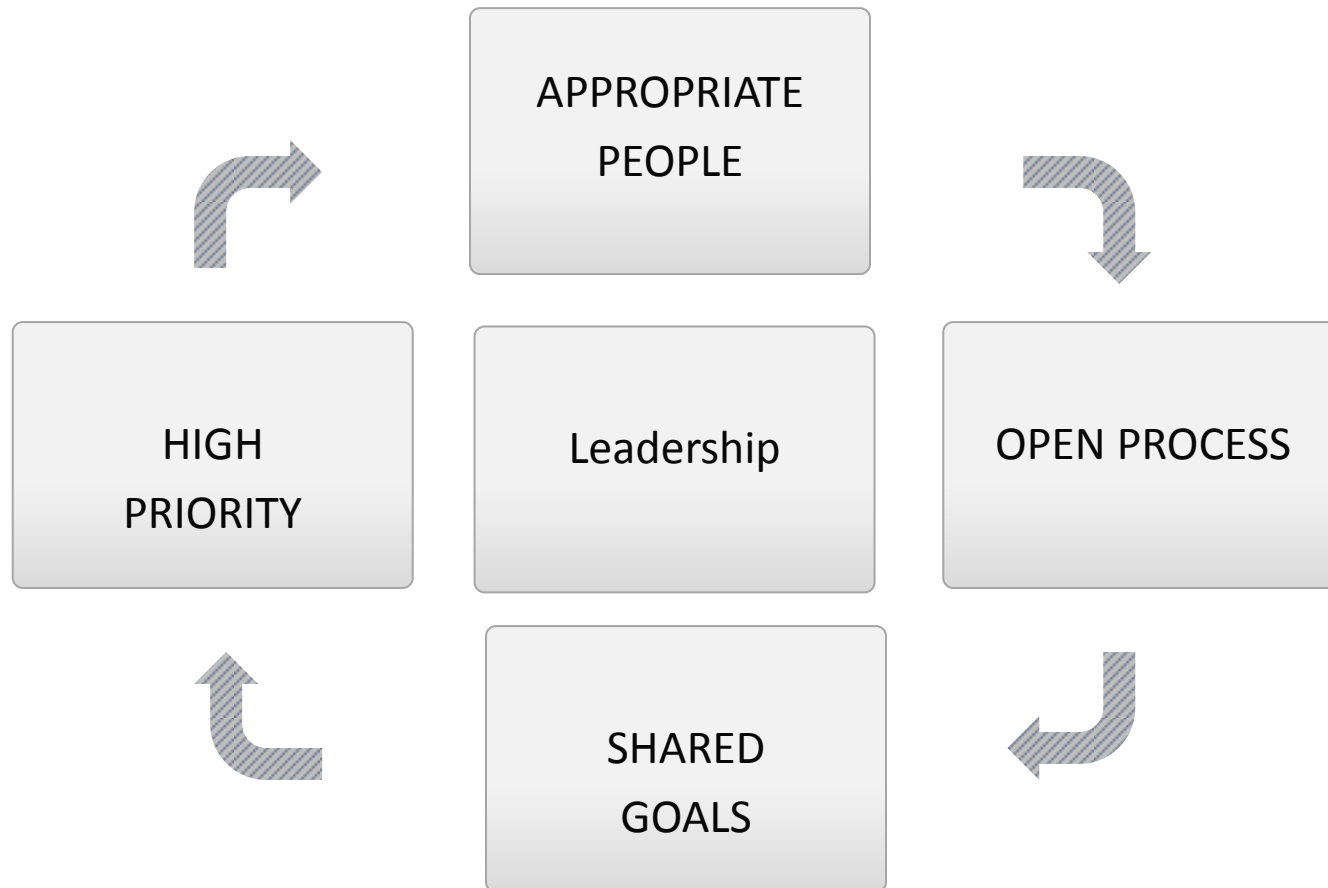 APPROPRIATE
PEOPLE
HIGH
PRIORITY
Leadership
OPEN PROCESS
SHARED
GOALS